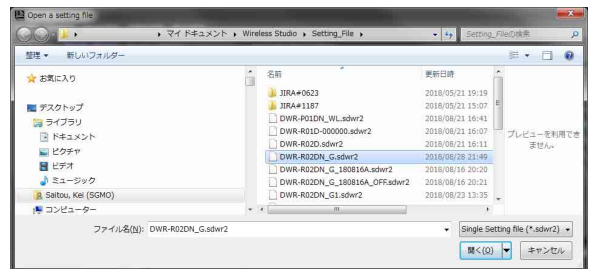 Open a setting file
▸ マイ ドキュメント ▸ Wireless Studio ▸ Setting_File ▸
Setting_Fileの検索
整理 ▾ 新しいフォルダー
お気に入り
デスクトップ
ライブラリ
ドキュメント
ピクチャ
ビデオ
ミュージック
Saitou, Kei (SGMO)
コンピューター
名前 更新日時
JIRA#0623 2018/05/21 19:19
JIRA#1187 2018/05/21 15:07
DWR-P01DN_WL.sdwr2 2018/08/21 16:41
DWR-R01D-000000.sdwr2 2018/08/21 16:07
DWR-R02D.sdwr2 2018/08/21 16:11
DWR-R02DN_G.sdwr2 2018/08/28 21:49
DWR-R02DN_G_180816A.sdwr2 2018/08/16 20:20
DWR-R02DN_G_180816A_OFF.sdwr2 2018/08/16 20:21
DWR-R02DN_G1.sdwr2 2018/08/23 13:35
プレビューを利用でき
ません。
ファイル名(N): DWR-R02DN_G.sdwr2
Single Setting file (*.sdwr2)
開く(O) キャンセル